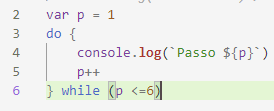 2 var p = 1
3 do {
4 console.log(`Passo ${p}`)
5 p++
6 } while (p <=6)